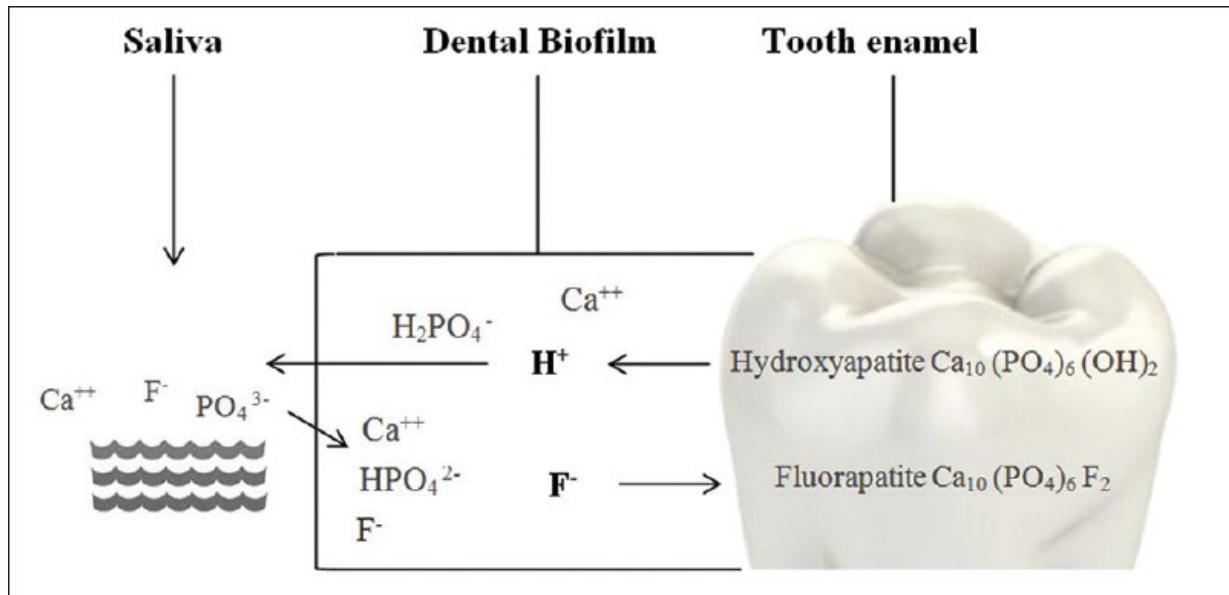 Saliva
Dental Biofilm
Tooth enamel
Ca⁺⁺
H₂PO₄⁻
H⁺
Hydroxyapatite Ca₁₀ (PO₄)₆ (OH)₂
Ca⁺⁺
F⁻
PO₄³⁻
Ca⁺⁺
HPO₄²⁻
F⁻
F⁻
Fluorapatite Ca₁₀ (PO₄)₆ F₂